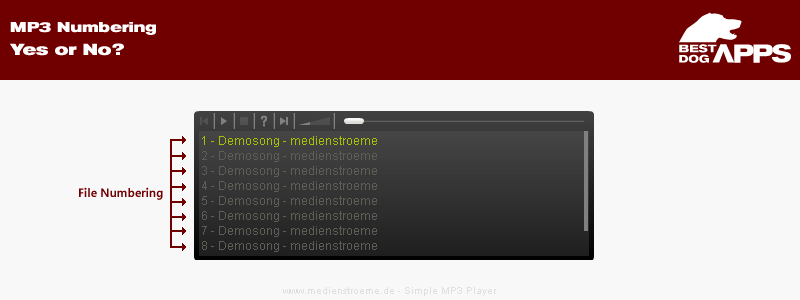 MP3 Numbering
Yes or No?
BEST
DOG
APPS
?
1 - Demosong - medienstroeme
2 - Demosong - medienstroeme
3 - Demosong - medienstroeme
4 - Demosong - medienstroeme
5 - Demosong - medienstroeme
6 - Demosong - medienstroeme
7 - Demosong - medienstroeme
8 - Demosong - medienstroeme
File Numbering
www.medienstroeme.de - Simple MP3 Player